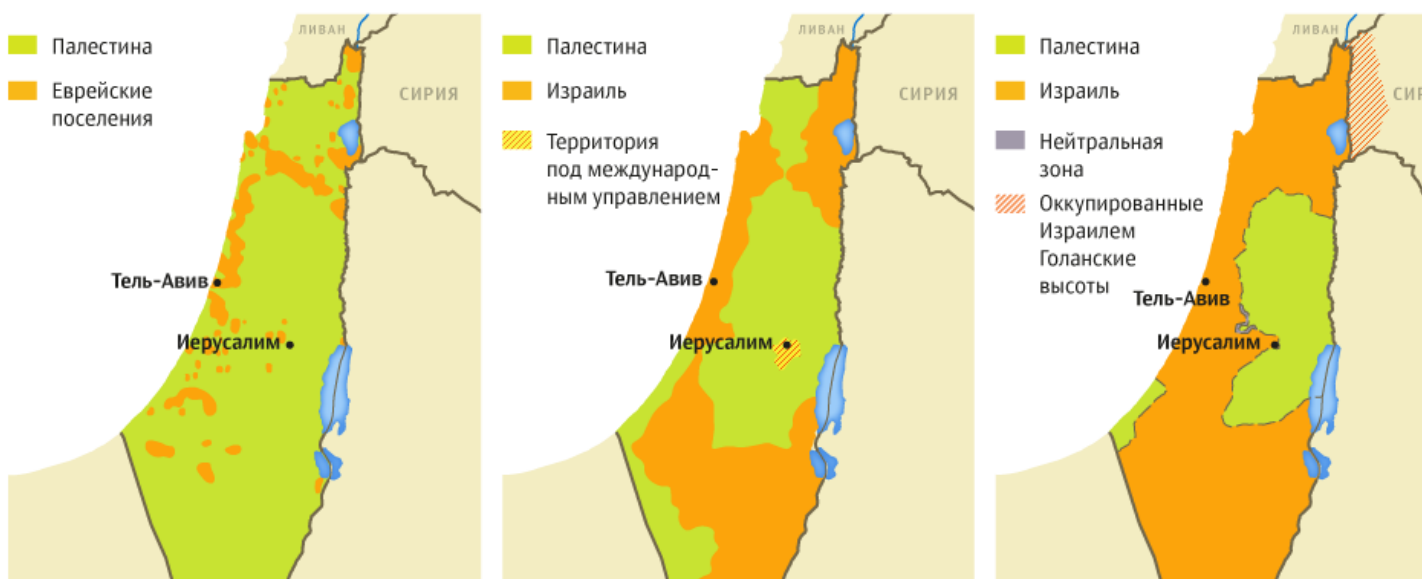 Палестина
Еврейские
поселения
ЛИВАН
СИРИЯ
Тель-Авив
Иерусалим
Палестина
Израиль
Территория
под международ-
ным управлением
ЛИВАН
СИРИЯ
Тель-Авив
Иерусалим
Палестина
Израиль
Нейтральная
зона
Оккупированные
Израилем
Голанские
высоты
ЛИВАН
СИР
Тель-Авив
Иерусалим